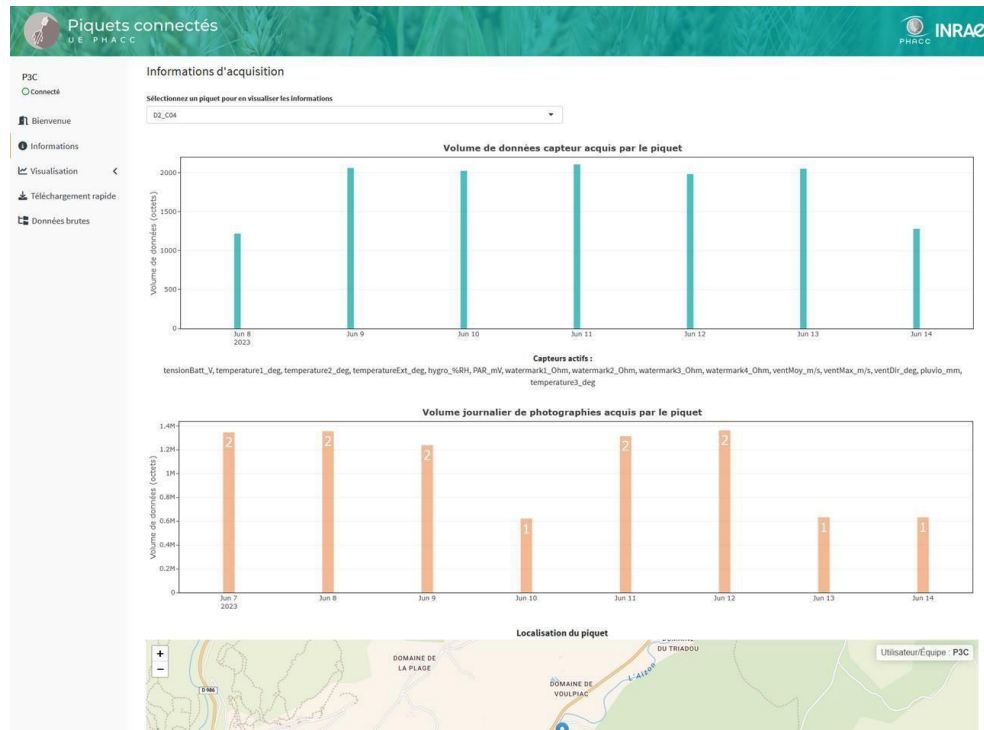 Piquets connectés
UE PHACC
PHACC
INRAE
P3C
Connecté
Bienvenue
Informations
Visualisation
Téléchargement rapide
Données brutes
Informations d'acquisition
Sélectionnez un piquet pour en visualiser les informations
D2_C04
Volume de données capteur acquis par le piquet
Volume de données (octets)
2000
1500
1000
500
0
Jun 8 Jun 9 Jun 10 Jun 11 Jun 12 Jun 13 Jun 14
2023
Capteurs actifs :
tensionBatt_V, temperature1_deg, temperature2_deg, temperatureExt_deg, hygro_%RH, PAR_mV, watermark1_Ohm, watermark2_Ohm, watermark3_Ohm, watermark4_Ohm, ventMoy_m/s, ventMax_m/s, ventDir_deg, pluvio_mm,
temperature3_deg
Volume journalier de photographies acquis par le piquet
Volume de données (octets)
1.4M
1.2M
1M
0.8M
0.6M
0.4M
0.2M
0
2 2 2 1 2 2 1 1
Jun 7 Jun 8 Jun 9 Jun 10 Jun 11 Jun 12 Jun 13 Jun 14
2023
Localisation du piquet
+
−
D 986
DOMAINE DE
LA PLAGE
DU TRIADOU
DOMAINE DE
VOULPIAC
L'Aizon
Utilisateur/Équipe : P3C